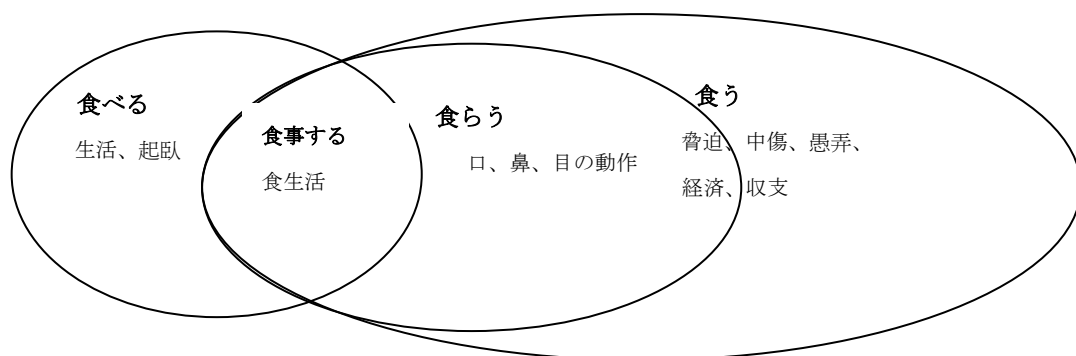 食べる
生活、起臥
食事する
食生活
食らう
口、鼻、目の動作
食う
脅迫、中傷、愚弄、
経済、収支